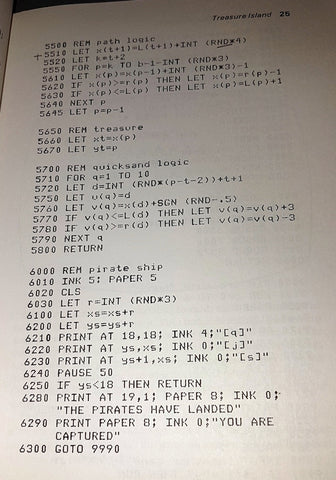 Treasure Island 25
5500 REM path logic
5510 LET x(t+1)=L(t+1)+INT (RND*4)
5520 LET k=t+2
5550 FOR p=k TO b-1-INT (RND*3)
5610 LET x(p)=x(p-1)+INT (RND*3)-1
5620 IF x(p)>=r(p) THEN LET x(p)=r(p)-1
5630 IF x(p)<=L(p) THEN LET x(p)=L(p)+1
5640 NEXT p
5645 LET p=p-1
5650 REM treasure
5660 LET xt=x(p)
5670 LET yt=p
5700 REM quicksand logic
5710 FOR q=1 TO 10
5720 LET d=INT (RND*(p-t-2))+t+1
5750 LET u(q)=d
5760 LET v(q)=x(d)+SGN (RND-.5)
5770 IF v(q)<=L(d) THEN LET v(q)=v(q)+3
5780 IF v(q)>=r(d) THEN LET v(q)=v(q)-3
5790 NEXT q
5800 RETURN
6000 REM pirate ship
6010 INK 5: PAPER 5
6020 CLS
6030 LET r=INT (RND*3)
6100 LET xs=xs+r
6200 LET ys=ys+r
6210 PRINT AT 18,18; INK 4;"[q]"
6220 PRINT AT ys,xs; INK 0;"[j]"
6230 PRINT AT ys+1,xs; INK 0;"[s]"
6240 PAUSE 50
6250 IF ys<18 THEN RETURN
6280 PRINT AT 19,1; PAPER 8; INK 0;
"THE PIRATES HAVE LANDED"
6290 PRINT PAPER 8; INK 0;"YOU ARE
CAPTURED"
6300 GOTO 9990